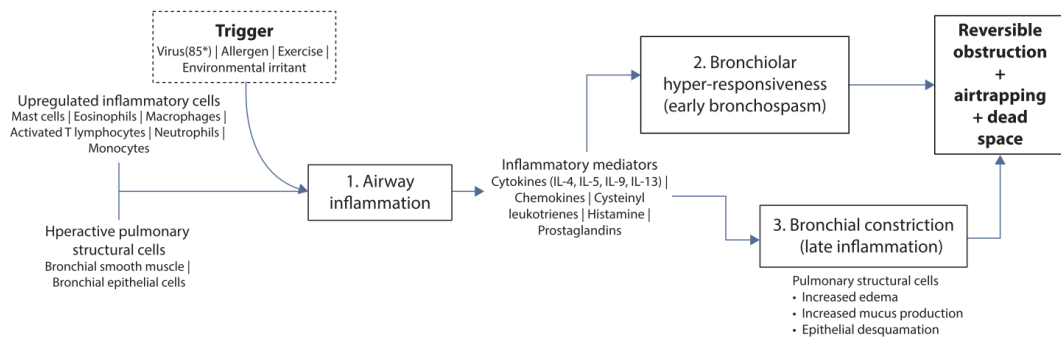 Trigger
Virus(85*) | Allergen | Exercise |
Environmental irritant
Upregulated inflammatory cells
Mast cells | Eosinophils | Macrophages |
Activated T lymphocytes | Neutrophils |
Monocytes
Hperactive pulmonary
structural cells
Bronchial smooth muscle |
Bronchial epithelial cells
1. Airway
inflammation
Inflammatory mediators
Cytokines (IL-4, IL-5, IL-9, IL-13) |
Chemokines | Cysteinyl
leukotrienes | Histamine |
Prostaglandins
2. Bronchiolar
hyper-responsiveness
(early bronchospasm)
3. Bronchial constriction
(late inflammation)
Pulmonary structural cells
• Increased edema
• Increased mucus production
• Epithelial desquamation
Reversible
obstruction
+
airtrapping
+ dead
space